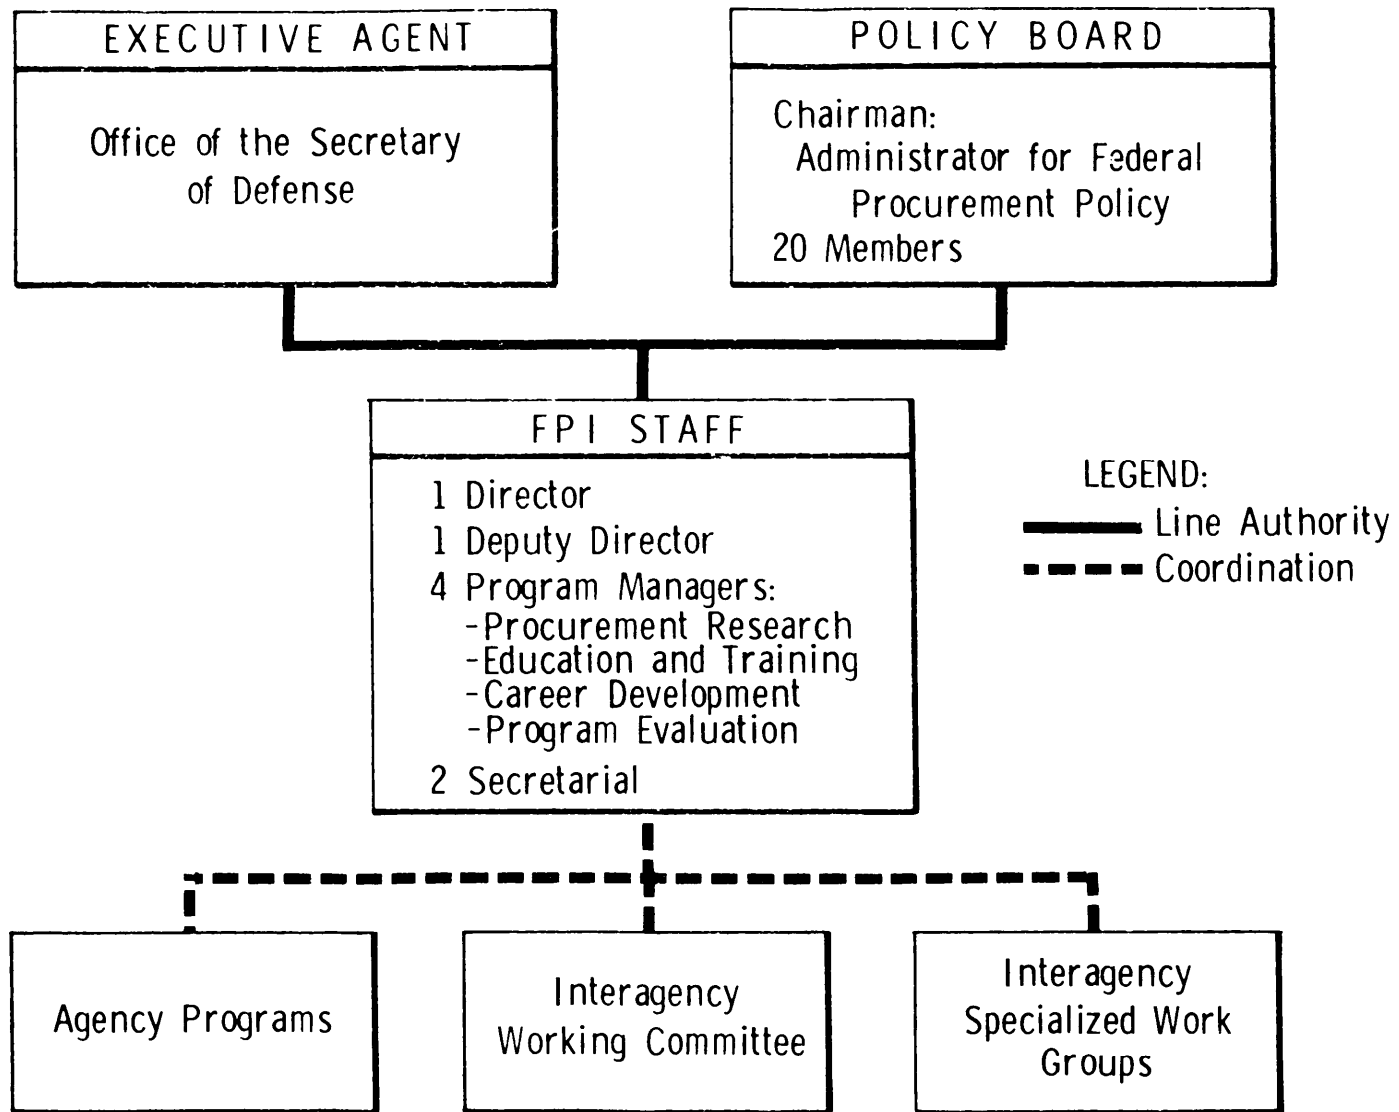 EXECUTIVE AGENT
Office of the Secretary
of Defense
POLICY BOARD
Chairman:
Administrator for Federal
Procurement Policy
20 Members
FPI STAFF
1 Director
1 Deputy Director
4 Program Managers:
-Procurement Research
-Education and Training
-Career Development
-Program Evaluation
2 Secretarial
LEGEND:
Line Authority
Coordination
Agency Programs
Interagency
Working Committee
Interagency
Specialized Work
Groups